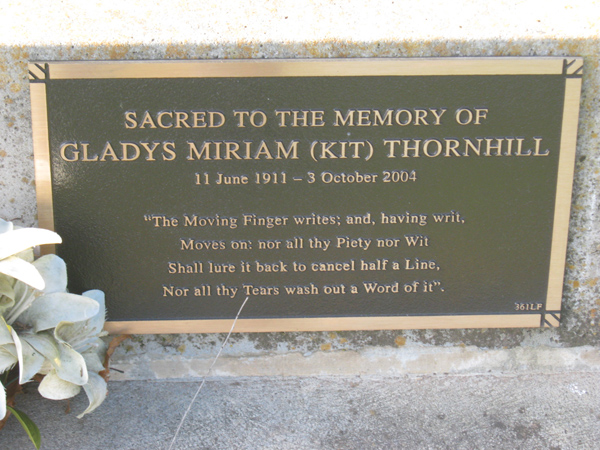 SACRED TO THE MEMORY OF
GLADYS MIRIAM (KIT) THORNHILL
11 June 1911 – 3 October 2004
"The Moving Finger writes; and, having writ,
Moves on: nor all thy Piety nor Wit
Shall lure it back to cancel half a Line,
Nor all thy Tears wash out a Word of it".
361LF